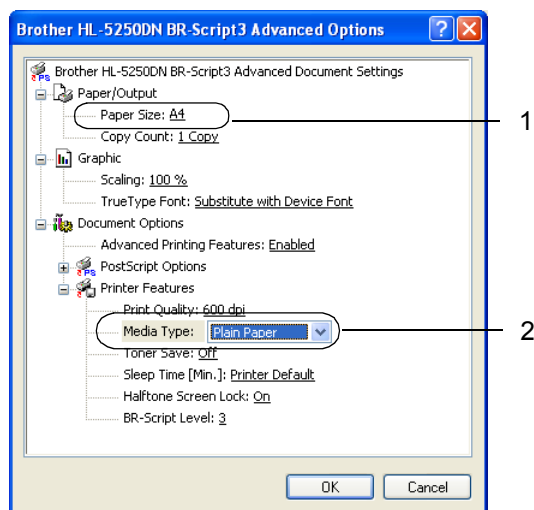 Brother HL-5250DN BR-Script3 Advanced Options
Brother HL-5250DN BR-Script3 Advanced Document Settings
Paper/Output
Paper Size: A4
1
Copy Count: 1 Copy
Graphic
Scaling: 100 %
TrueType Font: Substitute with Device Font
Document Options
Advanced Printing Features: Enabled
PostScript Options
Printer Features
Print Quality: 600 dpi
Media Type: Plain Paper
2
Toner Save: Off
Sleep Time [Min.]: Printer Default
Halftone Screen Lock: On
BR-Script Level: 3
OK Cancel